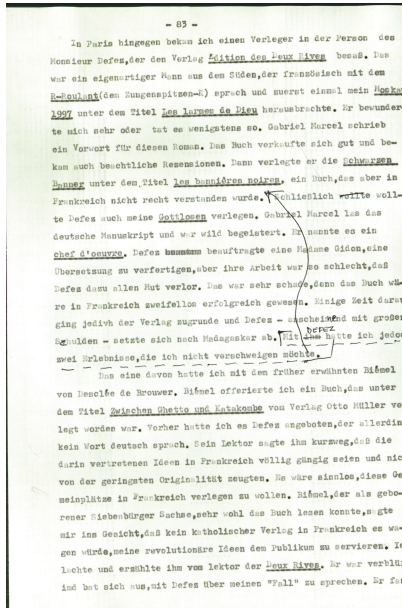 - 83 -
In Paris hingegen bekam ich einen Verleger in der Person des
Monsieur Defez,der den Verlag Edition des Deux Rives besaß. Das
war ein eigenartiger Mann aus dem Süden,der französisch mit dem
R-Roulant(dem Zungenspitzen-R) sprach und zuerst einmal mein Moskau
1997 unter dem Titel Les larmes de Dieu herausbrachte. Er bewunder
te mich sehr oder tat es wenigstens so. Gabriel Marcel schrieb
ein Vorwort für diesen Roman. Das Buch verkaufte sich gut und be-
kam auch beachtliche Rezensionen. Dann verlegte er die Schwarzen
Banner unter dem Titel les bannières noires, ein Buch,das aber in
Frankreich nicht recht verstanden wurde. Schließlich wollte woll-
te Defez auch meine Gottlosen verlegen. Gabriel Marcel las das
deutsche Manuskript und war wild begeistert. Er nannte es ein
chef d'oeuvre. Defez beauftragte eine Madame Gidon,eine
Übersetzung zu verfertigen,aber ihre Arbeit war so schlecht,daß
Defez dazu allen Mut verlor. Das war sehr schade,denn das Buch wä-
re in Frankreich zweifellos erfolgreich gewesen. Einige Zeit darau
ging jedivh der Verlag zugrunde und Defez - anscheinend mit großen
Schulden - setzte sich nach Madagaskar ab. Mit ihm hatte ich jedoc
DEFEZ
zwei Erlebnisse,die ich nicht verschweigen möchte.
Das eine davon hatte ich mit dem früher erwähnten Biémel
von Desclée de Brouwer. Biémel offerierte ich ein Buch,das unter
dem Titel Zwischen Ghetto und Katakombe vom Verlag Otto Müller ve
legt worden war. Vorher hatte ich es Defez angeboten,der allerdin
kein Wort deutsch sprach. Sein Lektor sagte ihm kurzweg,daß die
darin vertretenen Ideen in Frankreich völlig gängig seien und nic
von der geringsten Originalität zeugten. Es wäre sinnlos,diese Ge
meinplätze in Frankreich verlegen zu wollen. Biémel,der als gebo-
rener Siebenbürger Sachse,sehr wohl das Buch lesen konnte,sagte
mir ins Gesicht,daß kein katholischer Verlag in Frankreich es wa-
gen würde,meine revolutionäre Ideen dem Publikum zu servieren. Ic
lachte und erzählte ihm vom lektor der Deux Rives. Er war verblü
und bat sich aus,mit Defez über meinen "Fall" zu sprechen. Er fan